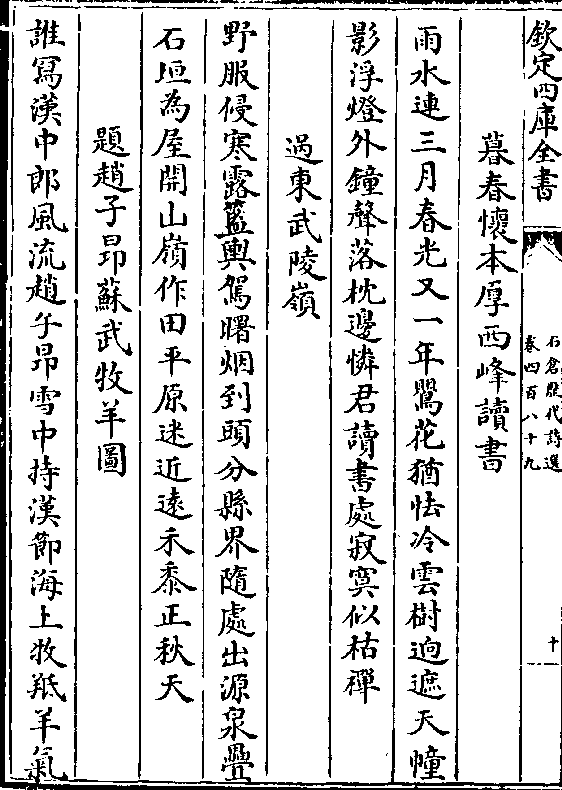 欽定四庫全書
石倉歷代詩選
卷四百八十九
十
暮春懷本厚西峰讀書
雨水連三月春光又一年鸎花猶怯冷雲樹逈遮天幢
影浮燈外鐘聲落枕邊憐君讀書處寂寞似枯禪
過東武陵嶺
野服侵寒露籃輿駕曙烟到頭分縣界隨處出源泉疊
石垣為屋開山嶺作田平原迷近遠禾黍正秋天
題趙子昂蘇武牧羊圖
誰寫漢中郎風流趙子昂雪中持漢節海上牧羝羊氣